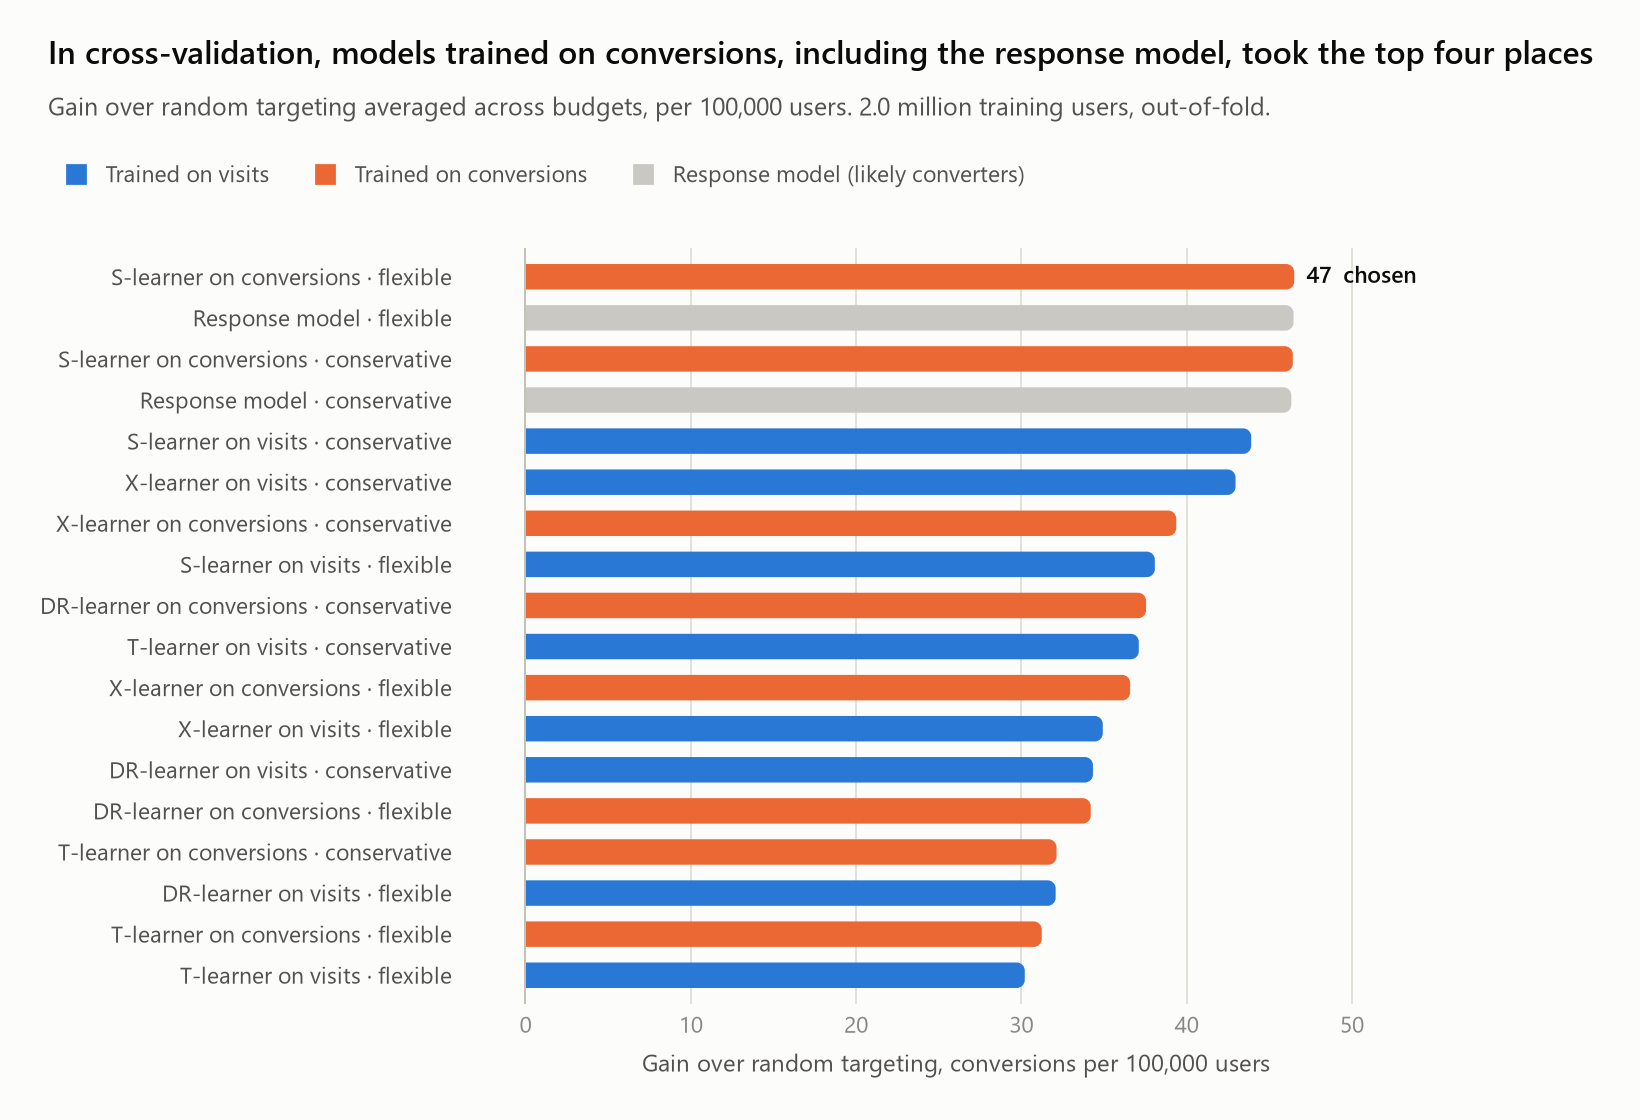 In cross-validation, models trained on conversions, including the response model, took the top four places
Gain over random targeting averaged across budgets, per 100,000 users. 2.0 million training users, out-of-fold.
Trained on visits
Trained on conversions
Response model (likely converters)
S-learner on conversions · flexible
47 chosen
Response model · flexible
S-learner on conversions · conservative
Response model · conservative
S-learner on visits · conservative
X-learner on visits · conservative
X-learner on conversions · conservative
S-learner on visits · flexible
DR-learner on conversions · conservative
T-learner on visits · conservative
X-learner on conversions · flexible
X-learner on visits · flexible
DR-learner on visits · conservative
DR-learner on conversions · flexible
T-learner on conversions · conservative
DR-learner on visits · flexible
T-learner on conversions · flexible
T-learner on visits · flexible
0 10 20 30 40 50
Gain over random targeting, conversions per 100,000 users